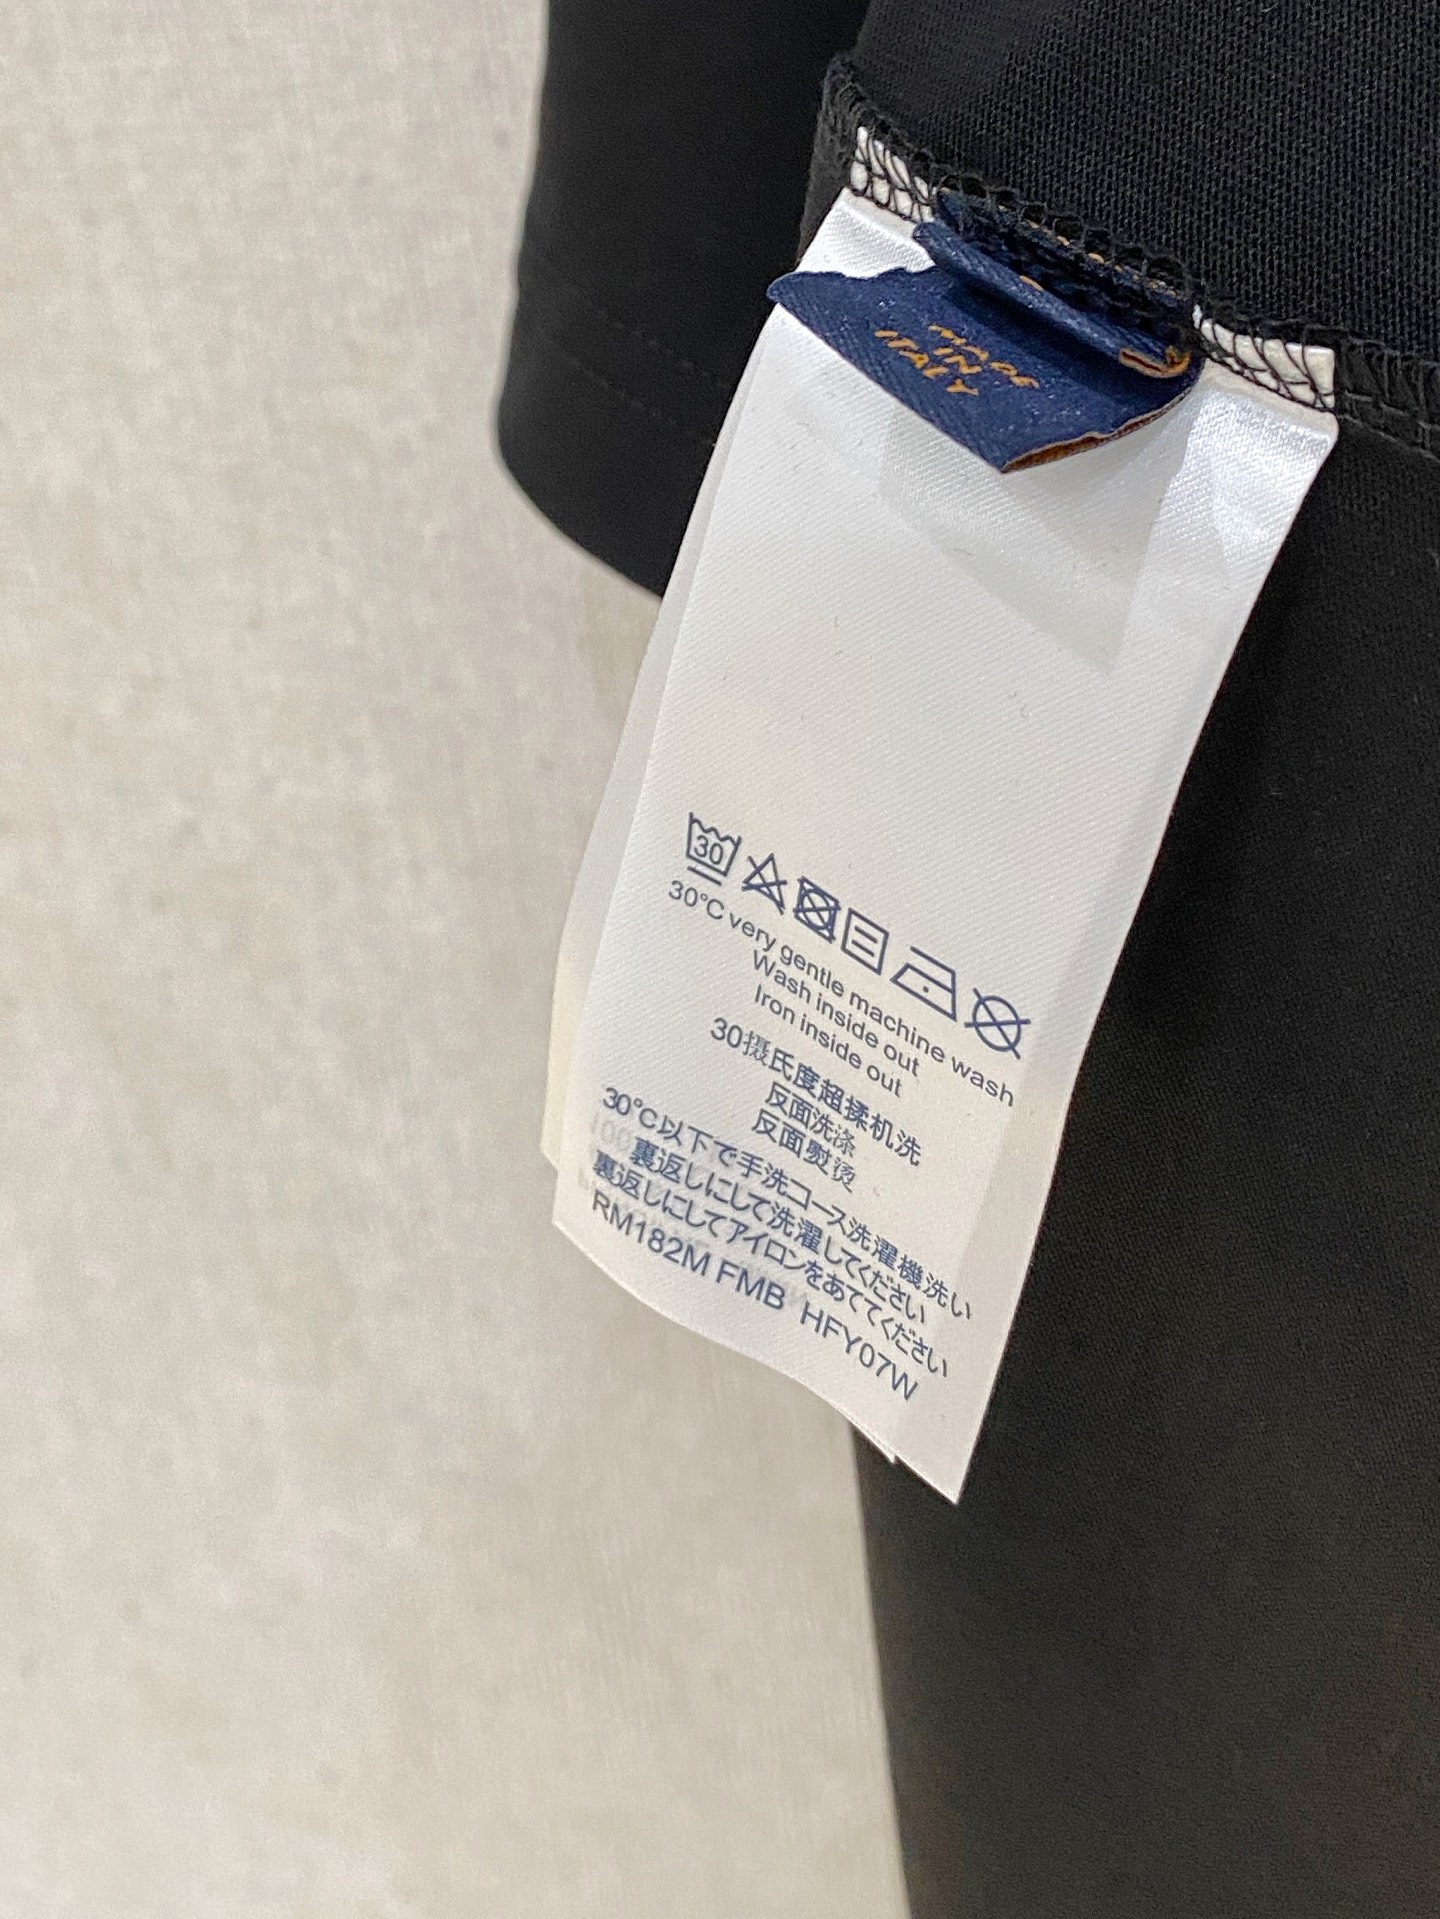 MADE
IN
ITALY
30
30°C very gentle machine wash
Wash inside out
Iron inside out
30摄氏度超揉机洗
反面洗涤
反面熨烫
30°C以下で手洗コース洗濯機洗い
裏返しにして洗濯してください
裏返しにしてアイロンをあててください
RM182M FMB HFY07W